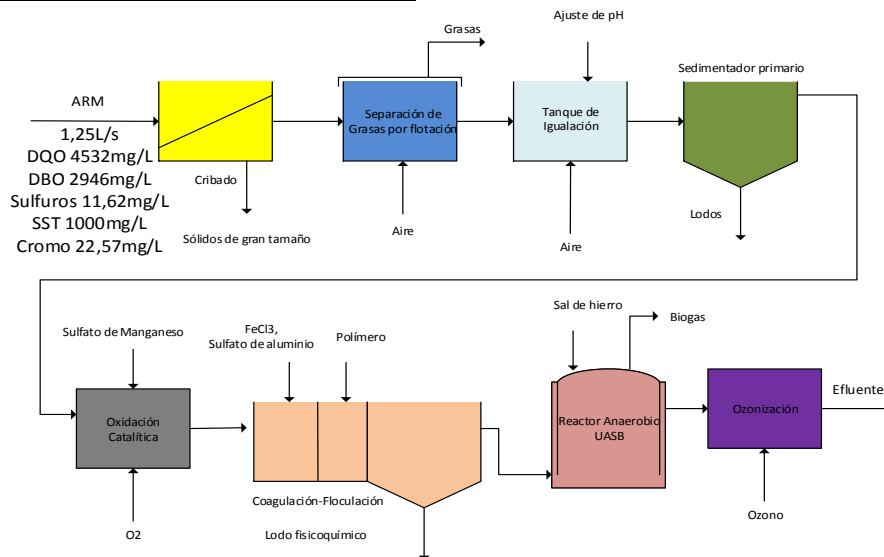 Grasas
Ajuste de pH
Sedimentador primario
ARM
1,25L/s
DQO 4532mg/L
DBO 2946mg/L
Sulfuros 11,62mg/L
SST 1000mg/L
Cromo 22,57mg/L
Separación de
Grasas por flotación
Tanque de
Igualación
Cribado
Sólidos de gran tamaño
Aire
Aire
Lodos
Sulfato de Manganeso
FeCl3,
Sulfato de aluminio
Polímero
Sal de hierro
Biogas
Oxidación
Catalítica
Reactor Anaerobio
UASB
Ozonización
Efluente
Coagulación-Floculación
O2
Lodo fisicoquímico
Ozono